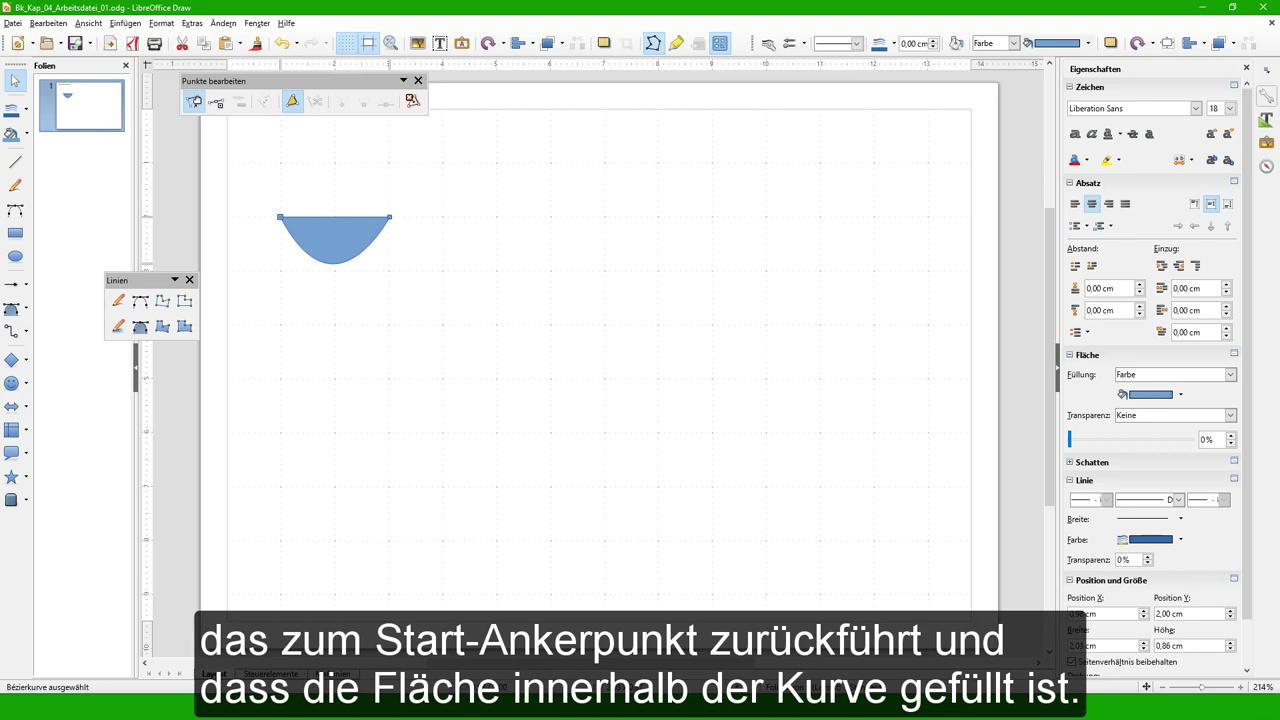 Bk_Kap_04_Arbeitsdatei_01.odg - LibreOffice Draw
Datei Bearbeiten Ansicht Einfügen Format Extras Ändern Fenster Hilfe
0,00 cm Farbe
Folien
1
Punkte bearbeiten
Linien
Eigenschaften
Zeichen
Liberation Sans 18
Absatz
Abstand: Einzug:
0,00 cm 0,00 cm
0,00 cm 0,00 cm
0,00 cm
Fläche
Füllung: Farbe
Transparenz: Keine
0%
Schatten
Linie
Breite:
Farbe:
Transparenz: 0%
Position und Größe
Position X: Position Y:
0,98 cm 2,00 cm
Breite: Höhe:
0,86 cm
Seitenverhältnis beibehalten
das zum Start-Ankerpunkt zurückführt und
dass die Fläche innerhalb der Kurve gefüllt ist.
Bézierkurve ausgewählt
214%